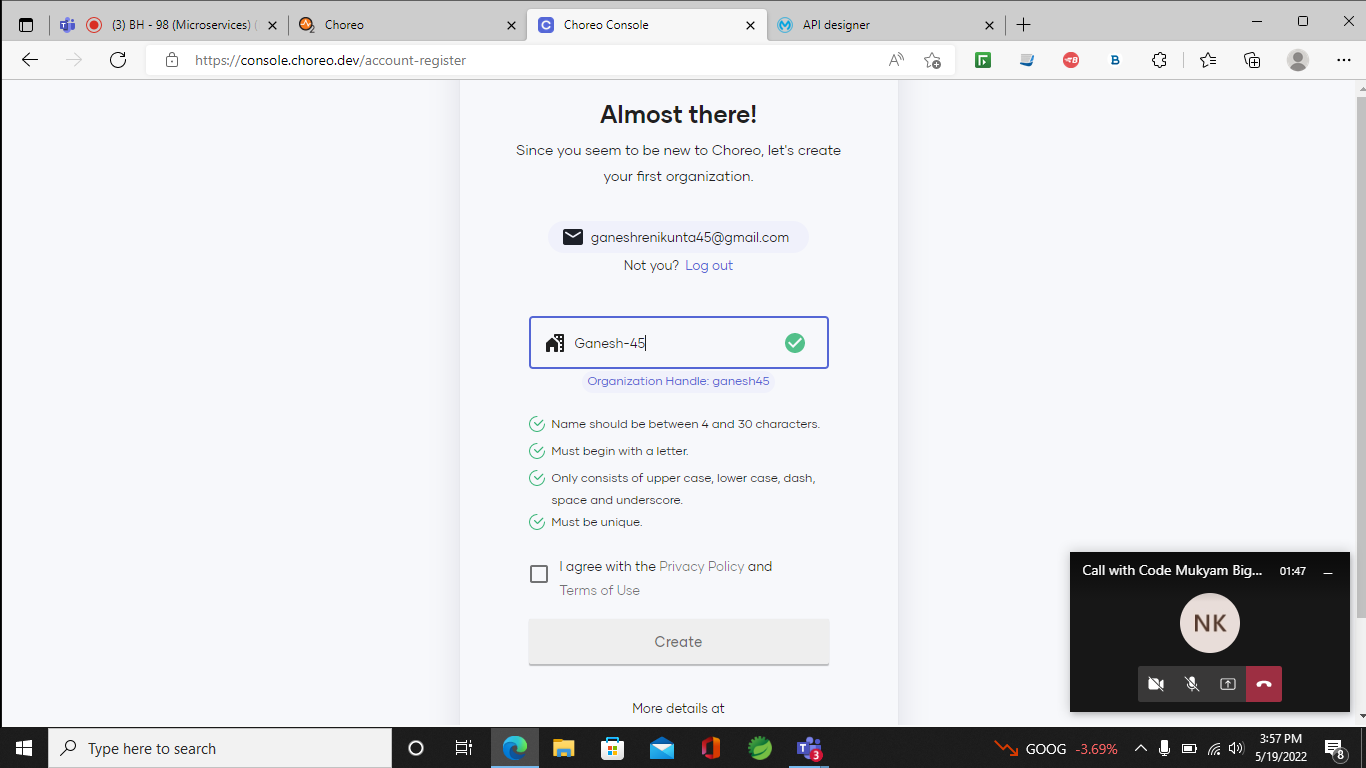 (3) BH - 98 (Microservices) (
Choreo
Choreo Console
API designer
https://console.choreo.dev/account-register
Almost there!
Since you seem to be new to Choreo, let's create
your first organization.
ganeshrenikunta45@gmail.com
Not you? Log out
Ganesh-45
Organization Handle: ganesh45
Name should be between 4 and 30 characters.
Must begin with a letter.
Only consists of upper case, lower case, dash,
space and underscore.
Must be unique.
I agree with the Privacy Policy and
Terms of Use
Create
More details at
Call with Code Mukyam Big... 01:47
NK
Type here to search
GOOG -3.69%
3:57 PM
5/19/2022
3
8